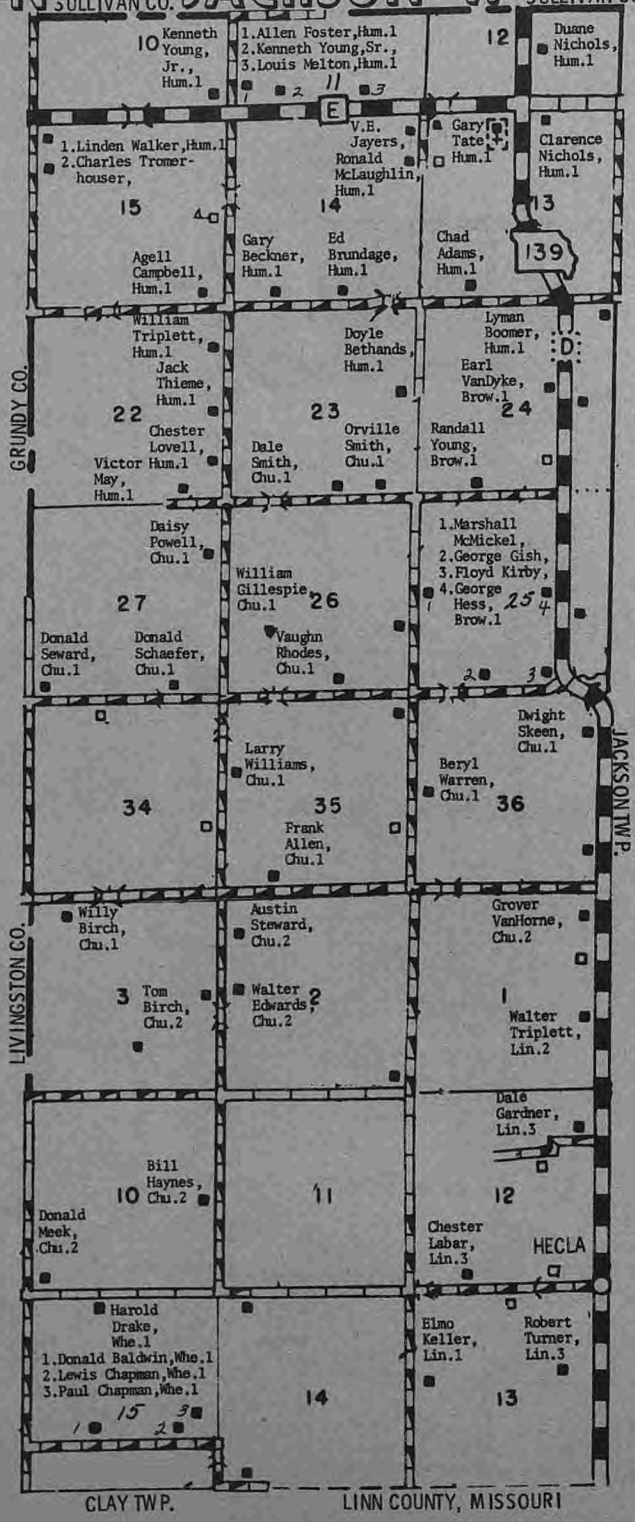 SULLIVAN CO. JACKSON
10 Kenneth
Young,
Jr.,
Hum.1
1.Allen Foster,Hum.1
2.Kenneth Young,Sr.,
3.Louis Melton,Hum.1
11
1 2 3
12
Duane
Nichols,
Hum.1
E
1.Linden Walker,Hum.1
2.Charles Tromer-
houser,
15
4
Agell
Campbell,
Hum.1
V.E.
Jayers,
Ronald
McLaughlin,
Hum.1
14
Gary
Beckner,
Hum.1
Ed
Brundage,
Hum.1
Gary
Tate
Hum.1
Clarence
Nichols,
Hum.1
13
139
Chad
Adams,
Hum.1
GRUNDY CO.
William
Triplett,
Hum.1
Jack
Thieme,
Hum.1
22
Chester
Lovell,
Hum.1
Victor
May,
Hum.1
Doyle
Bethands,
Hum.1
23
Dale
Smith,
Chu.1
Orville
Smith,
Chu.1
Lyman
Boomer,
Hum.1
D
Earl
VanDyke,
Brow.1
24
Randall
Young,
Brow.1
Daisy
Powell,
Chu.1
27
Donald
Seward,
Chu.1
Donald
Schaefer,
Chu.1
William
Gillespie,
Chu.1
26
Vaughn
Rhodes,
Chu.1
1.Marshall
McMickel,
2.George Gish,
3.Floyd Kirby,
4.George
Hess,
Brow.1
25
1 4
2 3
34
Larry
Williams,
Chu.1
35
Frank
Allen,
Chu.1
Dwight
Skeen,
Chu.1
Beryl
Warren,
Chu.1
36
JACKSON TWP.
LIVINGSTON CO.
Willy
Birch,
Chu.1
3
Tom
Birch,
Chu.2
Austin
Steward,
Chu.2
Walter
Edwards,
Chu.2
2
Grover
VanHorne,
Chu.2
1
Walter
Triplett,
Lin.2
Bill
Haynes,
Chu.2
10
Donald
Meek,
Chu.2
11
Dale
Gardner,
Lin.3
12
Chester
Labar,
Lin.3
HECLA
Harold
Drake,
Whe.1
1.Donald Baldwin,Whe.1
2.Lewis Chapman,Whe.1
3.Paul Chapman,Whe.1
15
1 2 3
14
Elmo
Keller,
Lin.1
Robert
Turner,
Lin.3
13
CLAY TWP.
LINN COUNTY, MISSOURI